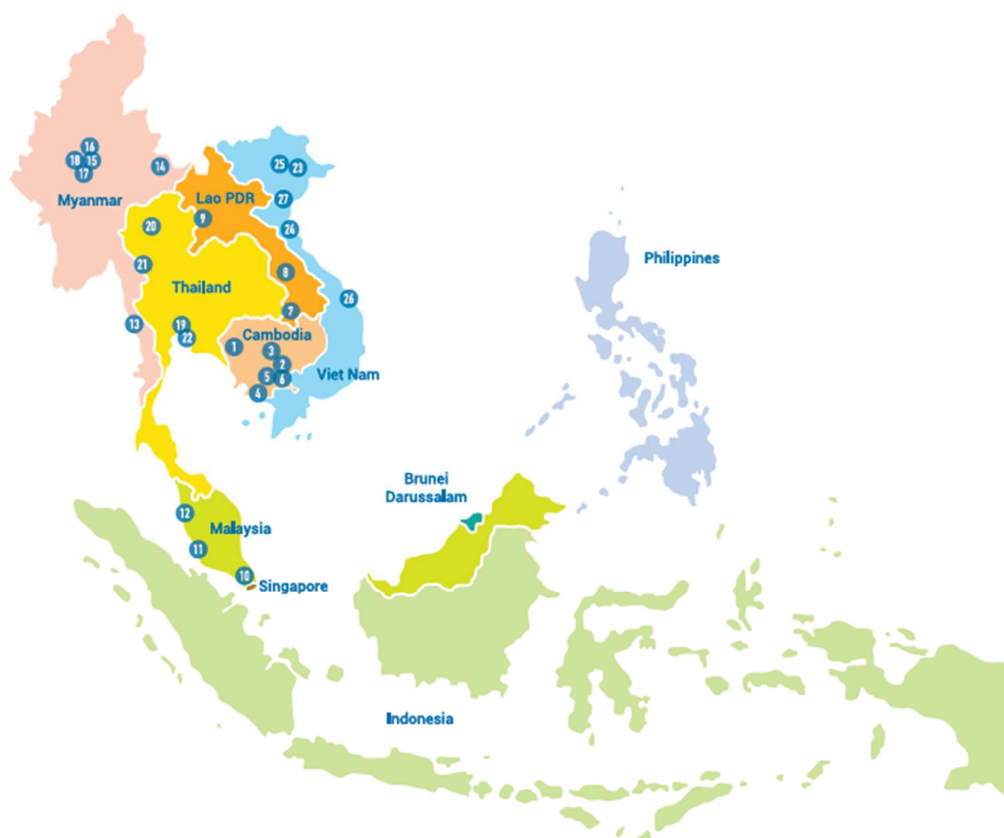 16
18 15
17
14
Myanmar
25 23
Lao PDR
27
9
20
24
21
8
Thailand
26
7
13
19
22
Cambodia
1
3
2
5 6
Viet Nam
4
Philippines
Brunei
Darussalam
12
Malaysia
11
10
Singapore
Indonesia